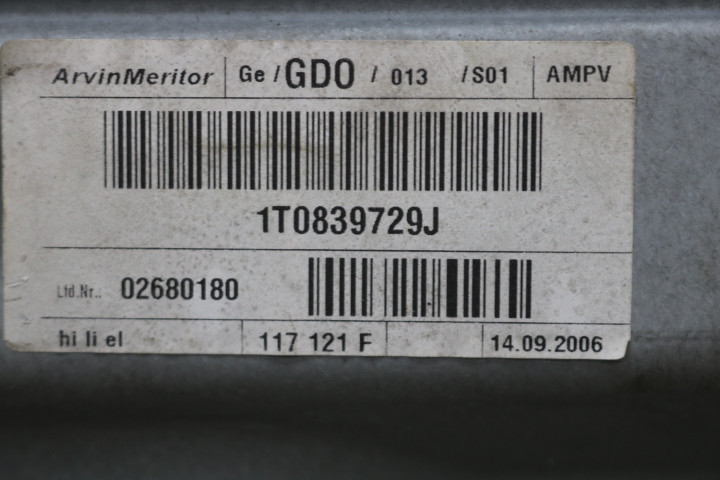 ArvinMeritor Ge / GDO / 013 / S01 AMPV
1T0839729J
Lfd.Nr.. 02680180
hi li el 117 121 F 14.09.2006